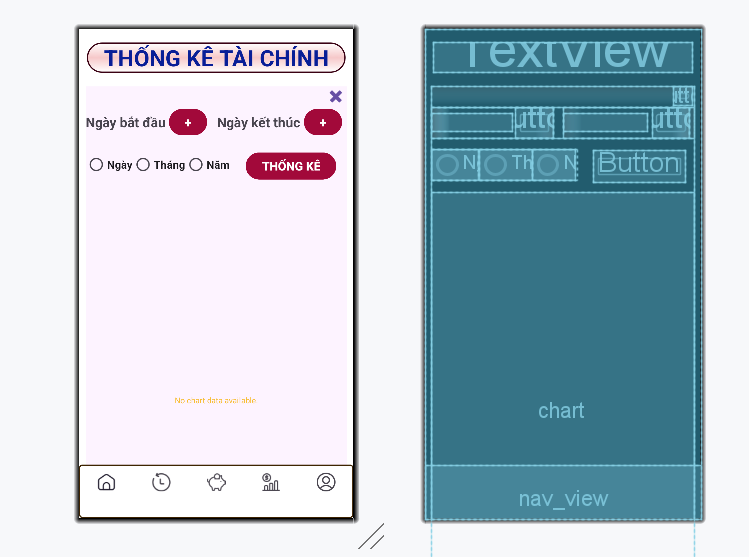 THỐNG KÊ TÀI CHÍNH
Ngày bắt đầu + Ngày kết thúc +
Ngày Tháng Năm THỐNG KÊ
No chart data available
TextView
Button
chart
nav_view